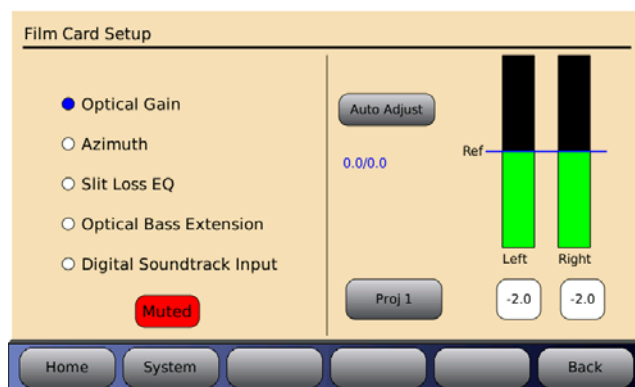 Film Card Setup
Optical Gain
Azimuth
Slit Loss EQ
Optical Bass Extension
Digital Soundtrack Input
Muted
Auto Adjust
0.0/0.0
Ref
Left Right
Proj 1
-2.0 -2.0
Home System Back